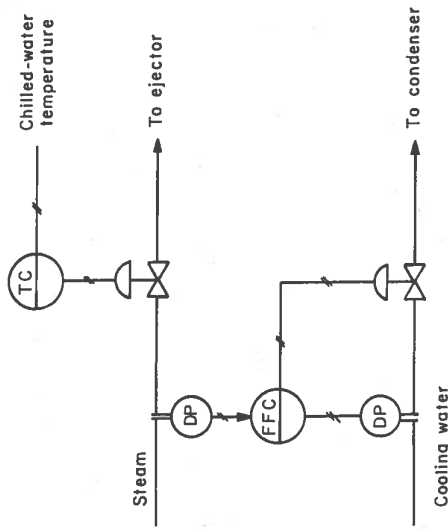 Chilled-water
temperature
TC
To ejector
Steam
DP
FFC
DP
To condenser
Cooling water